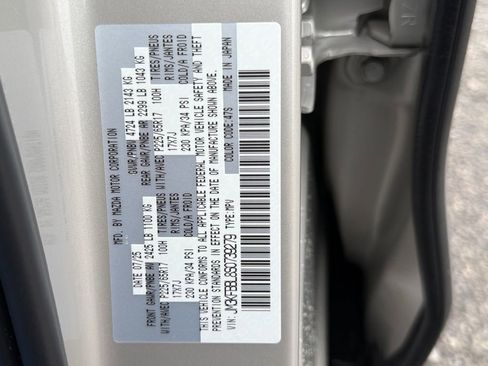 MFD. BY MAZDA MOTOR CORPORATION
DATE 07/25 GVWR/PNBV 4724 LB 2143 KG
FRONT GAWR/PNBE AV 2425 LB 1100 KG REAR GAWR/PNBE AR 2299 LB 1043 KG
WITH/AVEC P225/65R17 100H TIRES/PNEUS WITH/AVEC P225/65R17 100H TIRES/PNEUS
17X7J RIMS/JANTES 17X7J RIMS/JANTES
230 KPA/34 PSI COLD/A FROID 230 KPA/34 PSI COLD/A FROID
THIS VEHICLE CONFORMS TO ALL APPLICABLE FEDERAL MOTOR VEHICLE SAFETY AND THEFT
PREVENTION STANDARDS IN EFFECT ON THE DATE OF MANUFACTURE SHOWN ABOVE.
VIN: TYPE:MPV COLOR CODE:47S MADE IN JAPAN